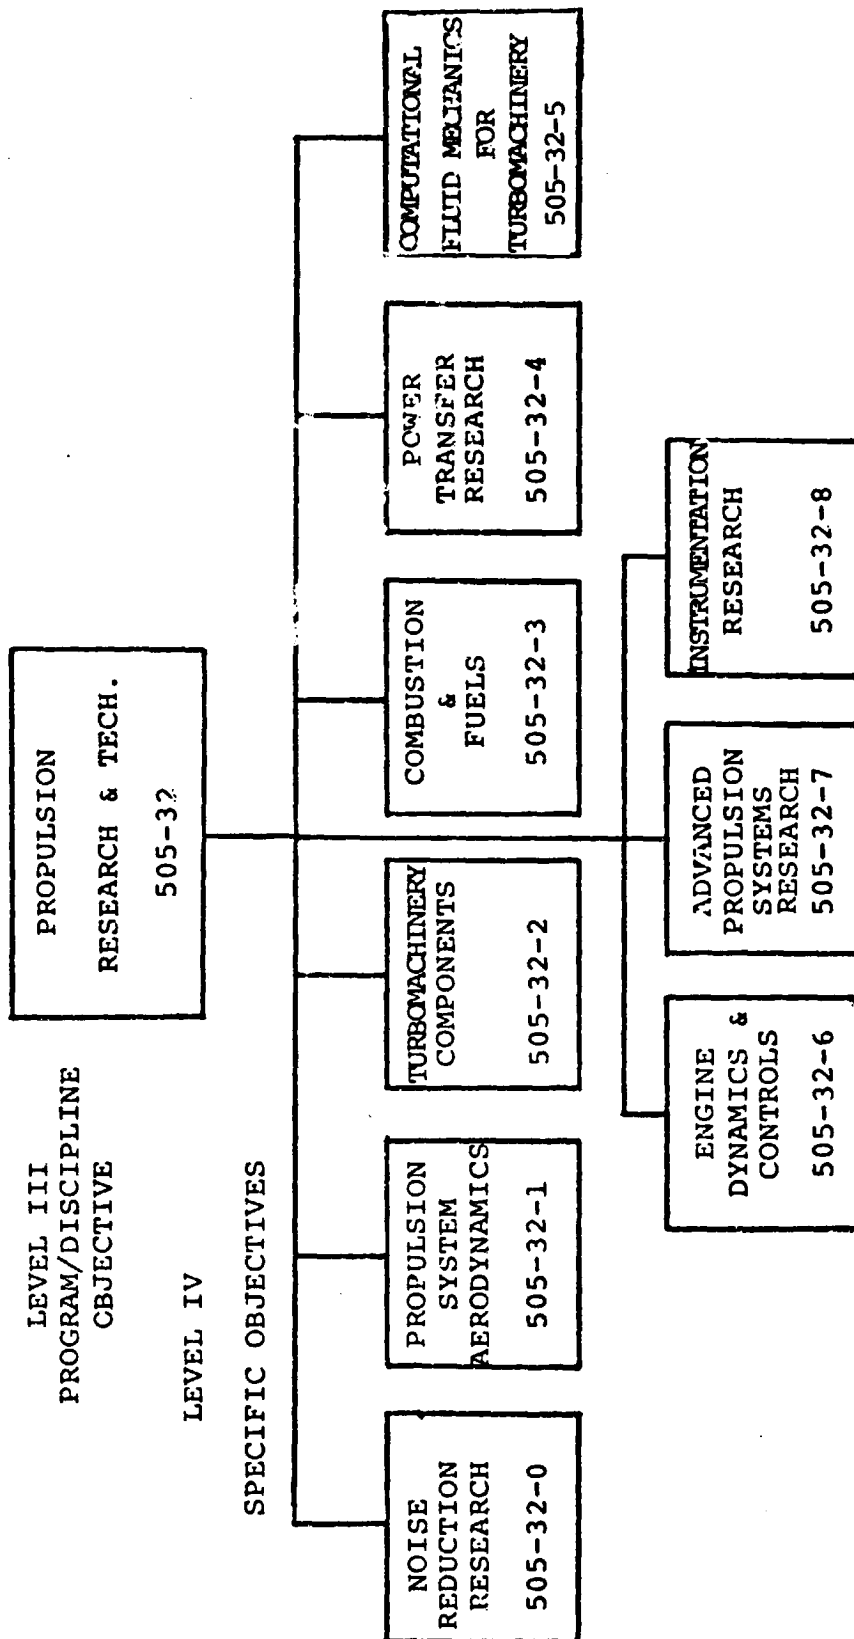 LEVEL III
PROGRAM/DISCIPLINE
CBJECTIVE
PROPULSION
RESEARCH & TECH.
505-32
LEVEL IV
SPECIFIC OBJECTIVES
NOISE
REDUCTION
RESEARCH
505-32-0
PROPULSION
SYSTEM
AERODYNAMICS
505-32-1
TURBOMACHINERY
COMPONENTS
505-32-2
COMBUSTION
&
FUELS
505-32-3
POWER
TRANSFER
RESEARCH
505-32-4
COMPUTATIONAL
FLUID MECHANICS
FOR
TURBOMACHINERY
505-32-5
ENGINE
DYNAMICS &
CONTROLS
505-32-6
ADVANCED
PROPULSION
SYSTEMS
RESEARCH
505-32-7
INSTRUMENTATION
RESEARCH
505-32-8